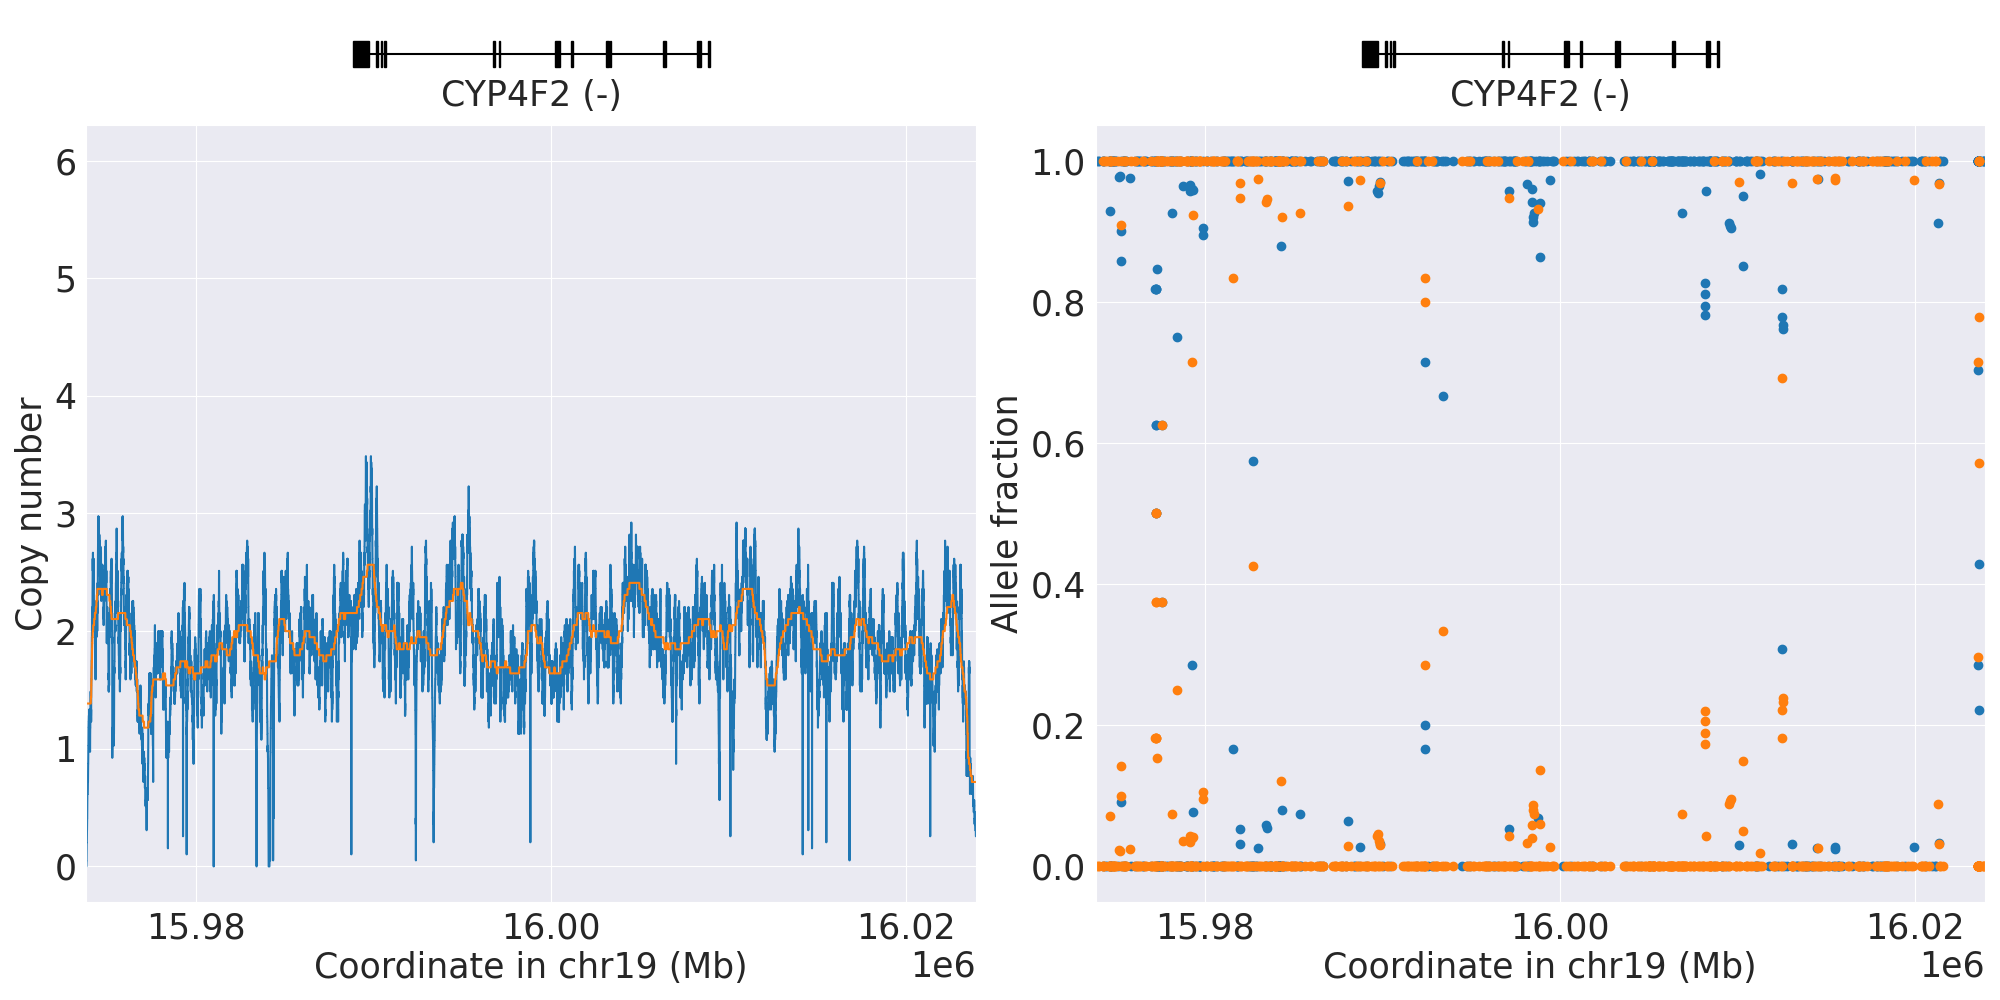 CYP4F2 (-)
6
5
4
3
2
1
0
Copy number
15.98
16.00
16.02
Coordinate in chr19 (Mb)
1e6
CYP4F2 (-)
1.0
0.8
0.6
0.4
0.2
0.0
Allele fraction
15.98
16.00
16.02
Coordinate in chr19 (Mb)
1e6